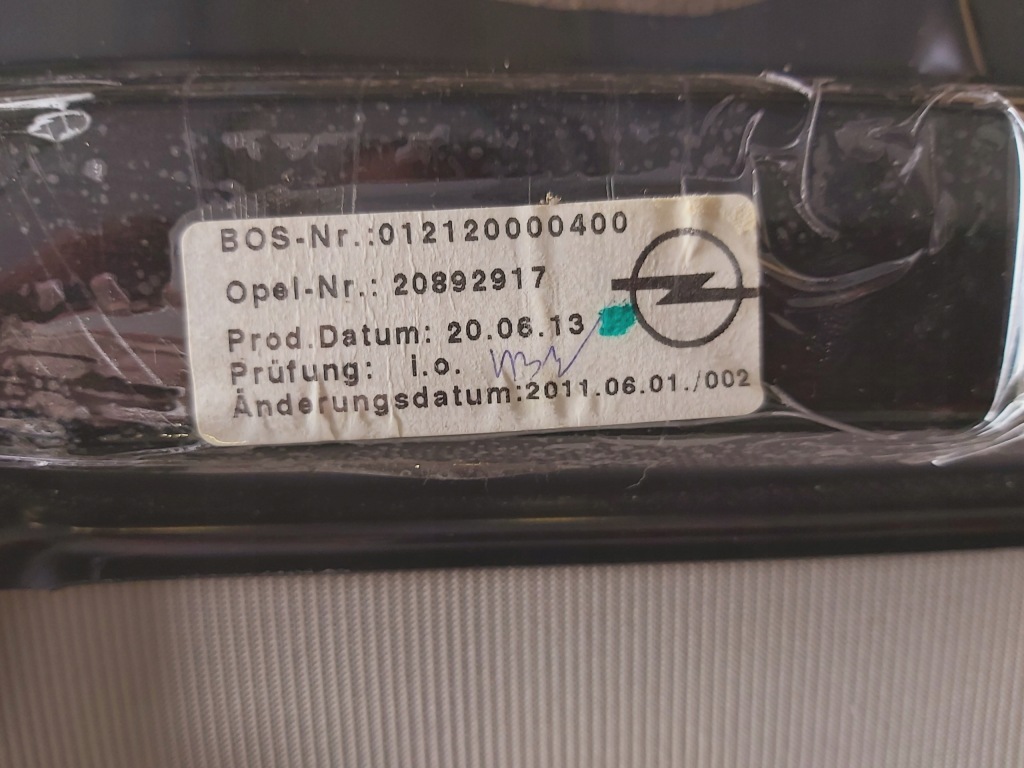 BOS-Nr.:012120000400
Opel-Nr.: 20892917
Prod.Datum: 20.06.13
Prüfung: i.o.
Änderungsdatum:2011.06.01./002